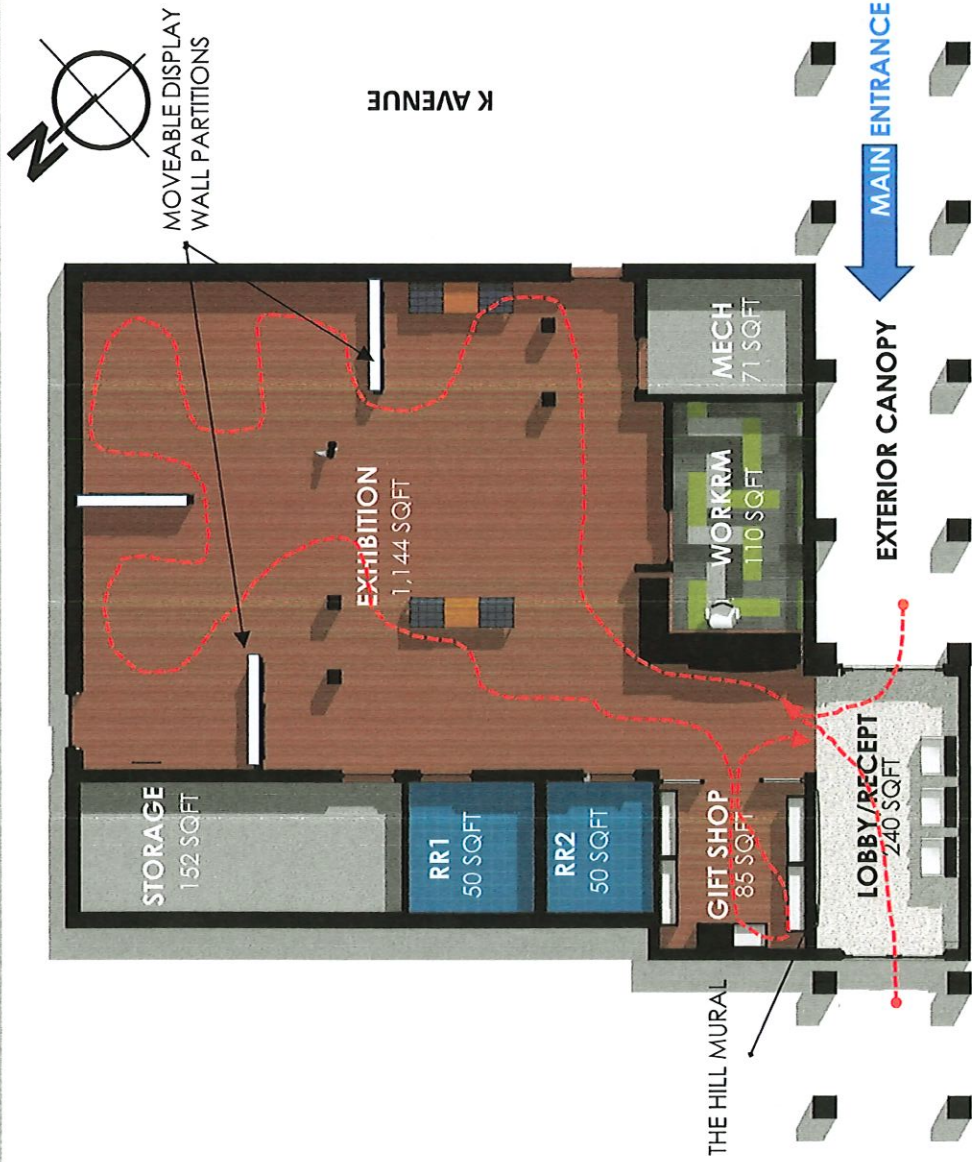 N
MOVEABLE DISPLAY
WALL PARTITIONS
K AVENUE
STORAGE
152 SQFT
RR1
50 SQFT
RR2
50 SQFT
EXHIBITION
1,144 SQFT
GIFT SHOP
85 SQFT
WORKRM
110 SQFT
MECH
71 SQFT
THE HILL MURAL
LOBBY/RECEPT
240 SQFT
EXTERIOR CANOPY
MAIN ENTRANCE